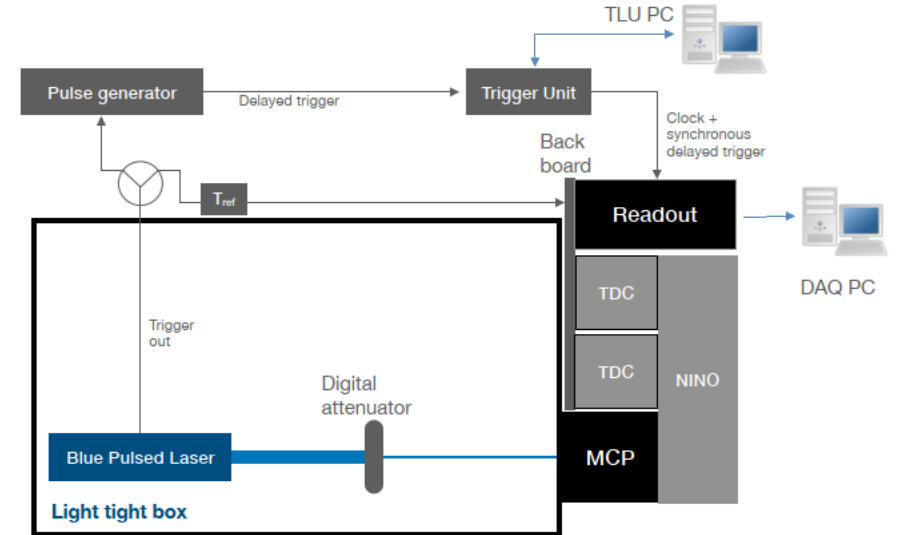 TLU PC
Pulse generator
Delayed trigger
Trigger Unit
Clock +
synchronous
delayed trigger
Back
board
Tref
Readout
DAQ PC
TDC
Trigger
out
TDC
NINO
Digital
attenuator
Blue Pulsed Laser
MCP
Light tight box